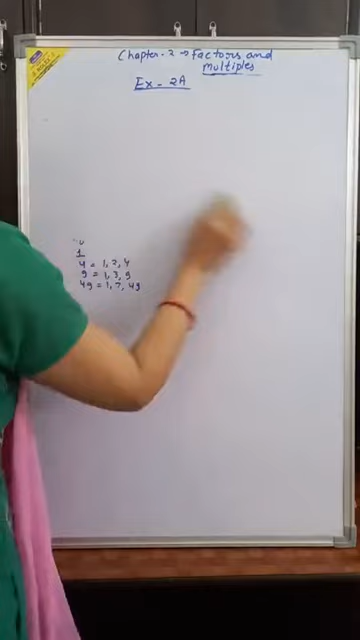 Chapter-2 → Factors and
multiples
Ex - 2A
1
4 = 1, 2, 4
9 = 1, 3, 9
49 = 1, 7, 49